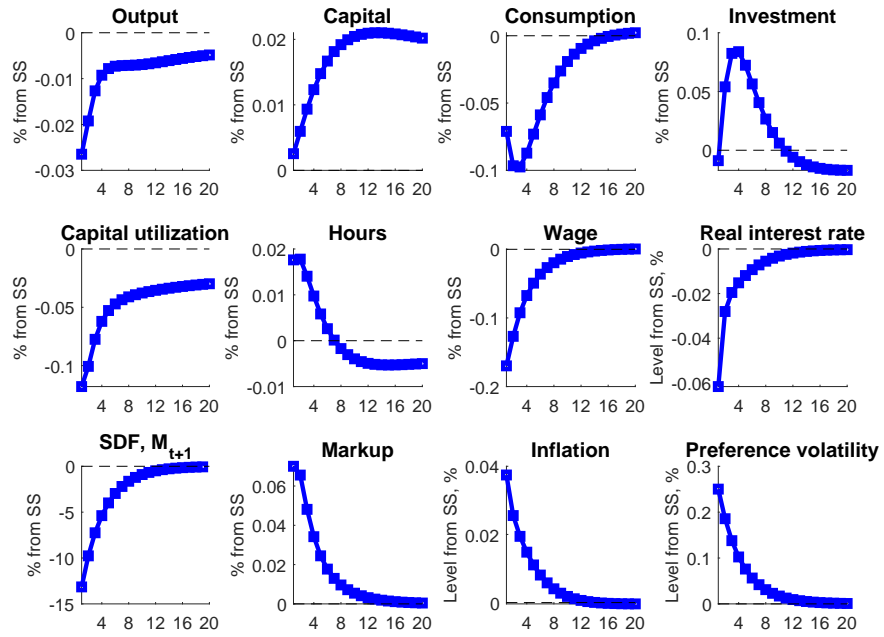 Output
Capital
Consumption
Investment
% from SS
0
-0.01
-0.02
-0.03
4 8 12 16 20
% from SS
0.02
0.01
0
4 8 12 16 20
% from SS
0
-0.05
-0.1
4 8 12 16 20
% from SS
0.1
0.05
0
4 8 12 16 20
Capital utilization
Hours
Wage
Real interest rate
% from SS
0
-0.05
-0.1
4 8 12 16 20
% from SS
0.02
0.01
0
-0.01
4 8 12 16 20
% from SS
0
-0.1
-0.2
4 8 12 16 20
Level from SS, %
0
-0.02
-0.04
-0.06
4 8 12 16 20
SDF, M_{t+1}
Markup
Inflation
Preference volatility
% from SS
0
-5
-10
-15
4 8 12 16 20
% from SS
0.06
0.04
0.02
0
4 8 12 16 20
Level from SS, %
0.04
0.02
0
4 8 12 16 20
Level from SS, %
0.3
0.2
0.1
0
4 8 12 16 20